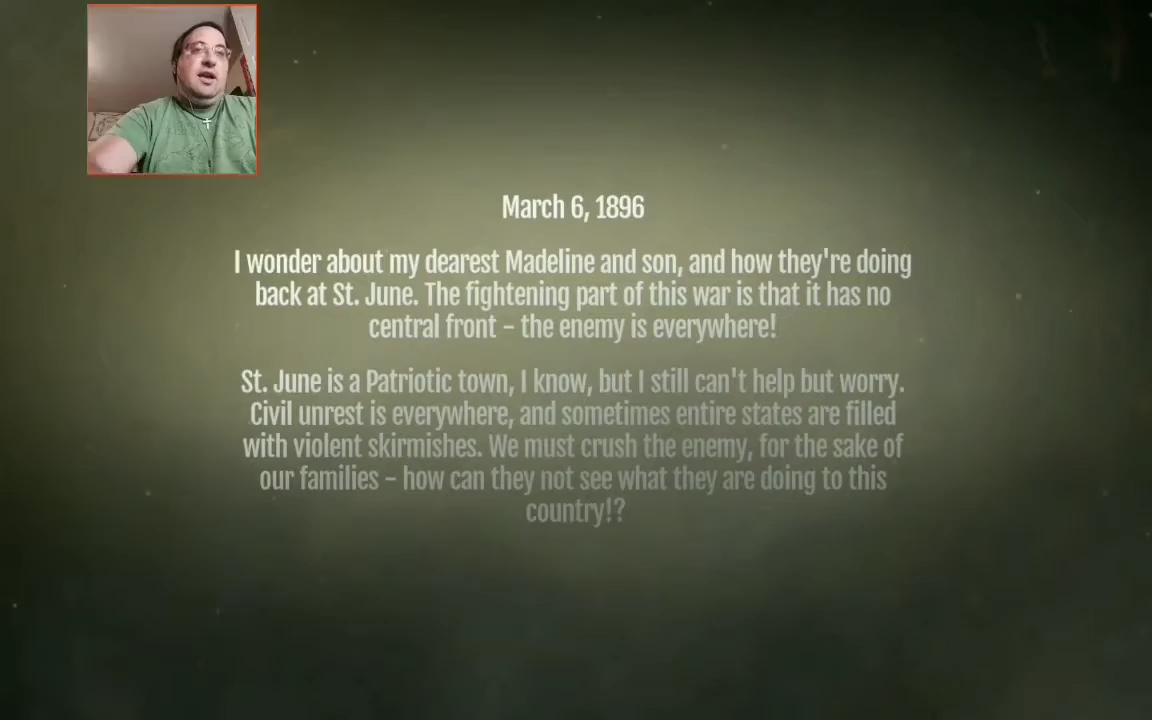 March 6, 1896
I wonder about my dearest Madeline and son, and how they're doing
back at St. June. The fightening part of this war is that it has no
central front - the enemy is everywhere!
St. June is a Patriotic town, I know, but I still can't help but worry.
Civil unrest is everywhere, and sometimes entire states are filled
with violent skirmishes. We must crush the enemy, for the sake of
our families - how can they not see what they are doing to this
country!?